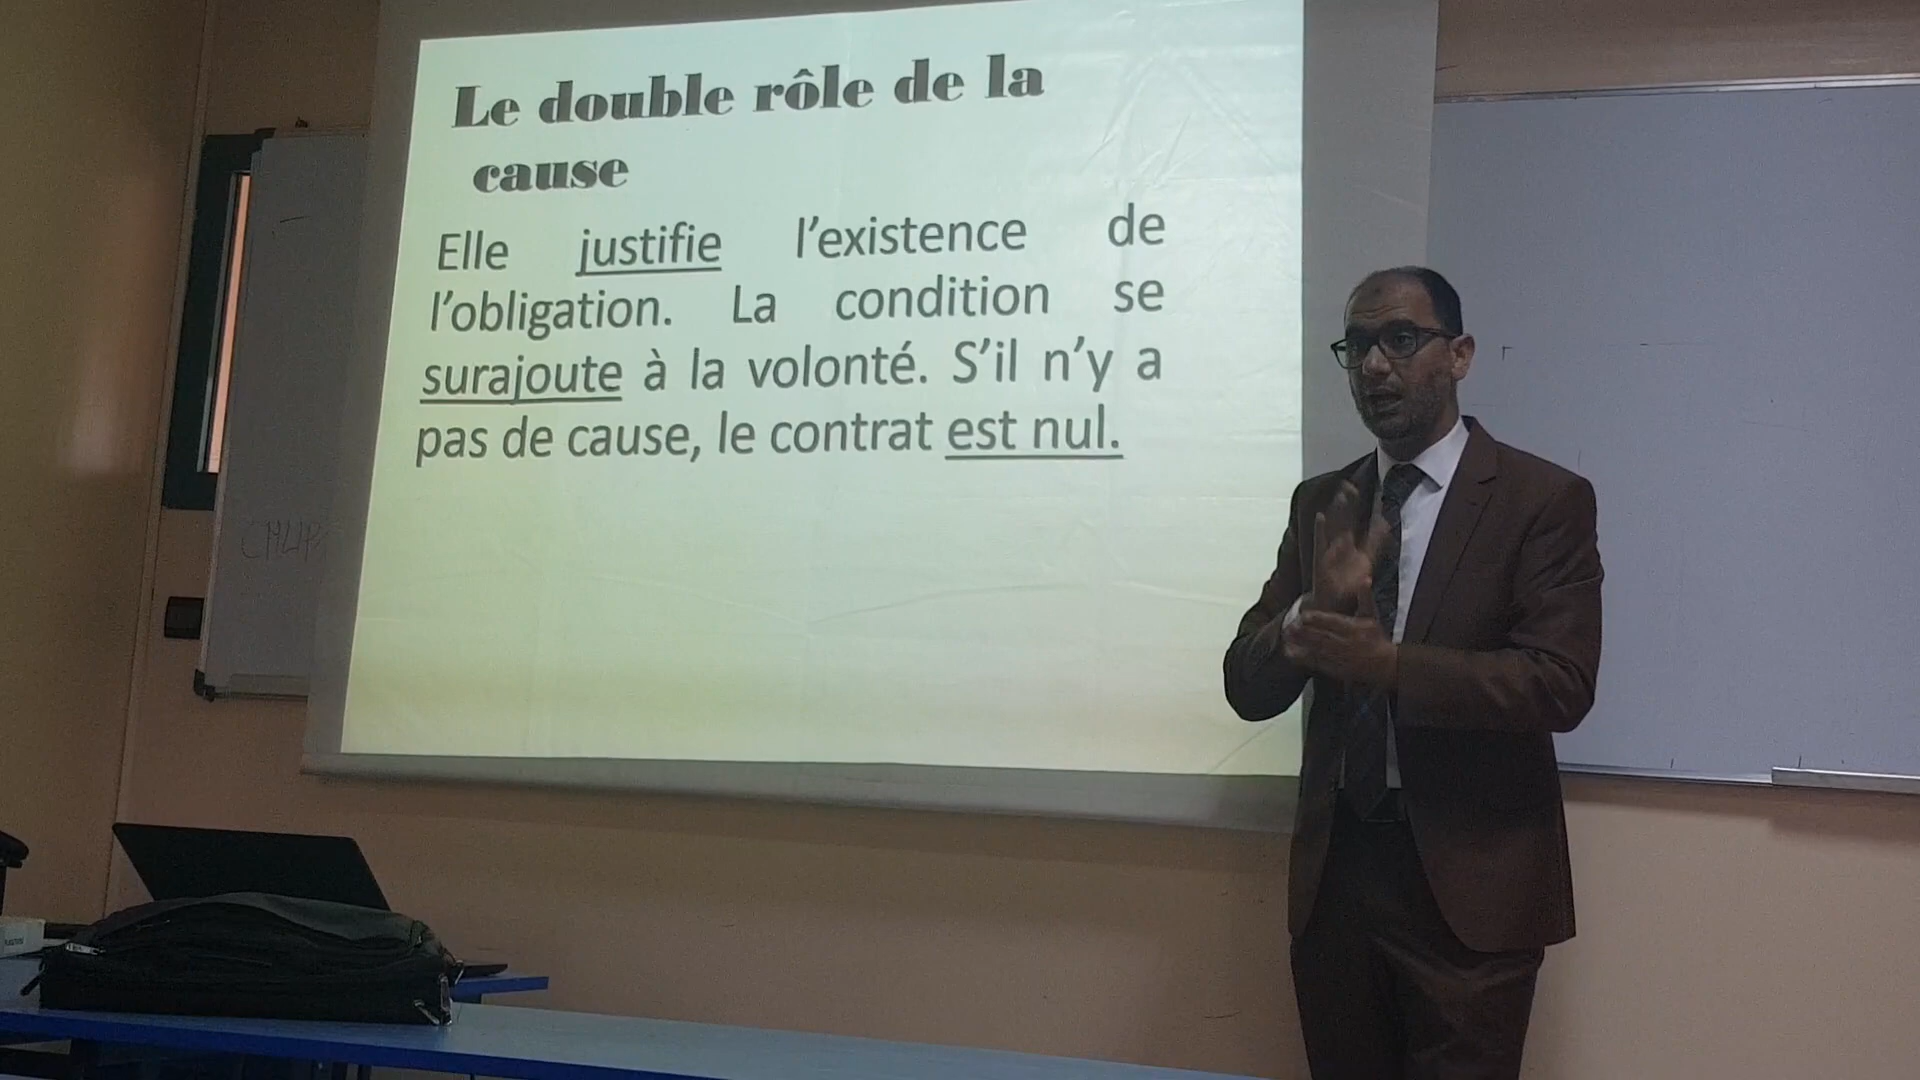 Le double rôle de la
cause
Elle justifie l'existence de
l'obligation. La condition se
surajoute à la volonté. S'il n'y a
pas de cause, le contrat est nul.